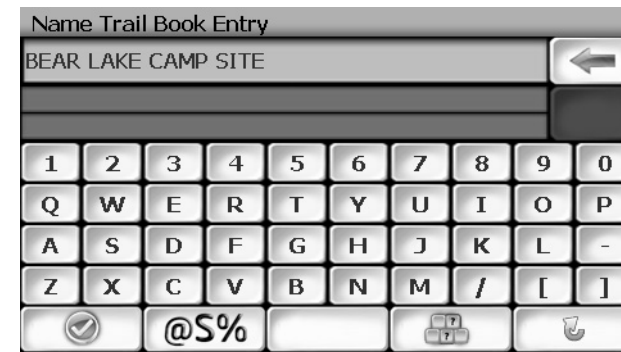 Name Trail Book Entry
BEAR LAKE CAMP SITE
1 2 3 4 5 6 7 8 9 0
Q W E R T Y U I O P
A S D F G H J K L -
Z X C V B N M / [ ]
@S% ? ?